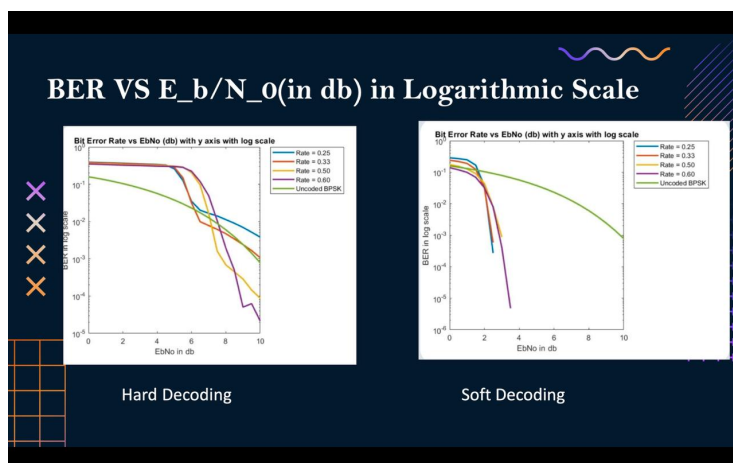 BER VS E_b/N_0(in db) in Logarithmic Scale
Bit Error Rate vs EbNo (db) with y axis with log scale
10^0
10^-1
10^-2
10^-3
10^-4
10^-5
BER in log scale
0 2 4 6 8 10
EbNo in db
Rate = 0.25
Rate = 0.33
Rate = 0.50
Rate = 0.60
Uncoded BPSK
Hard Decoding
Bit Error Rate vs EbNo (db) with y axis with log scale
10^0
10^-1
10^-2
10^-3
10^-4
10^-5
10^-6
BER in log scale
0 2 4 6 8 10
EbNo in db
Rate = 0.25
Rate = 0.33
Rate = 0.50
Rate = 0.60
Uncoded BPSK
Soft Decoding